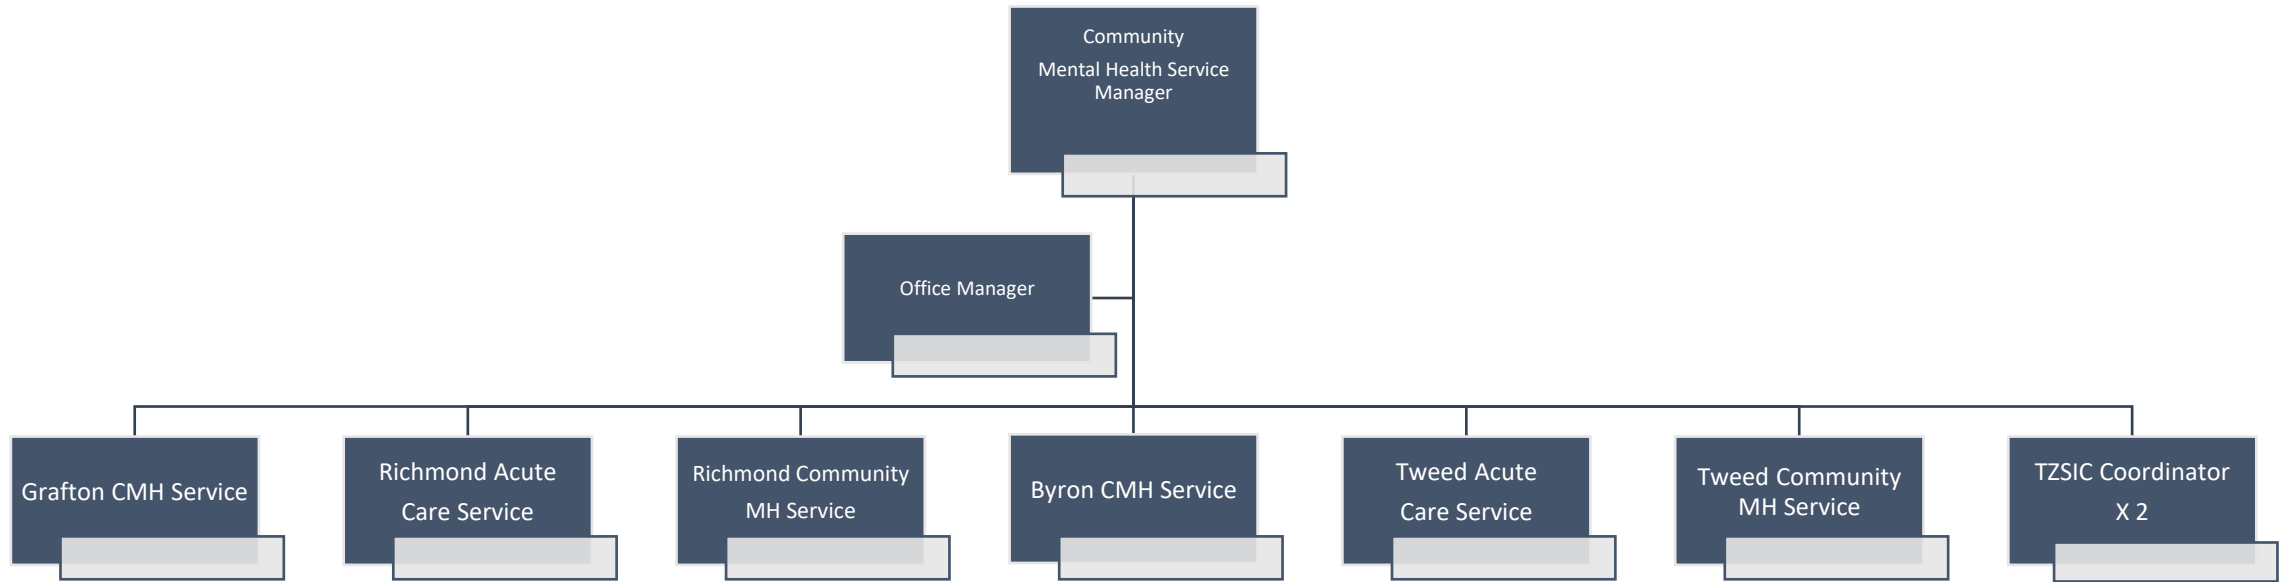 Community
Mental Health Service
Manager
Office Manager
Grafton CMH Service
Richmond Acute
Care Service
Richmond Community
MH Service
Byron CMH Service
Tweed Acute
Care Service
Tweed Community
MH Service
TZSIC Coordinator
X 2